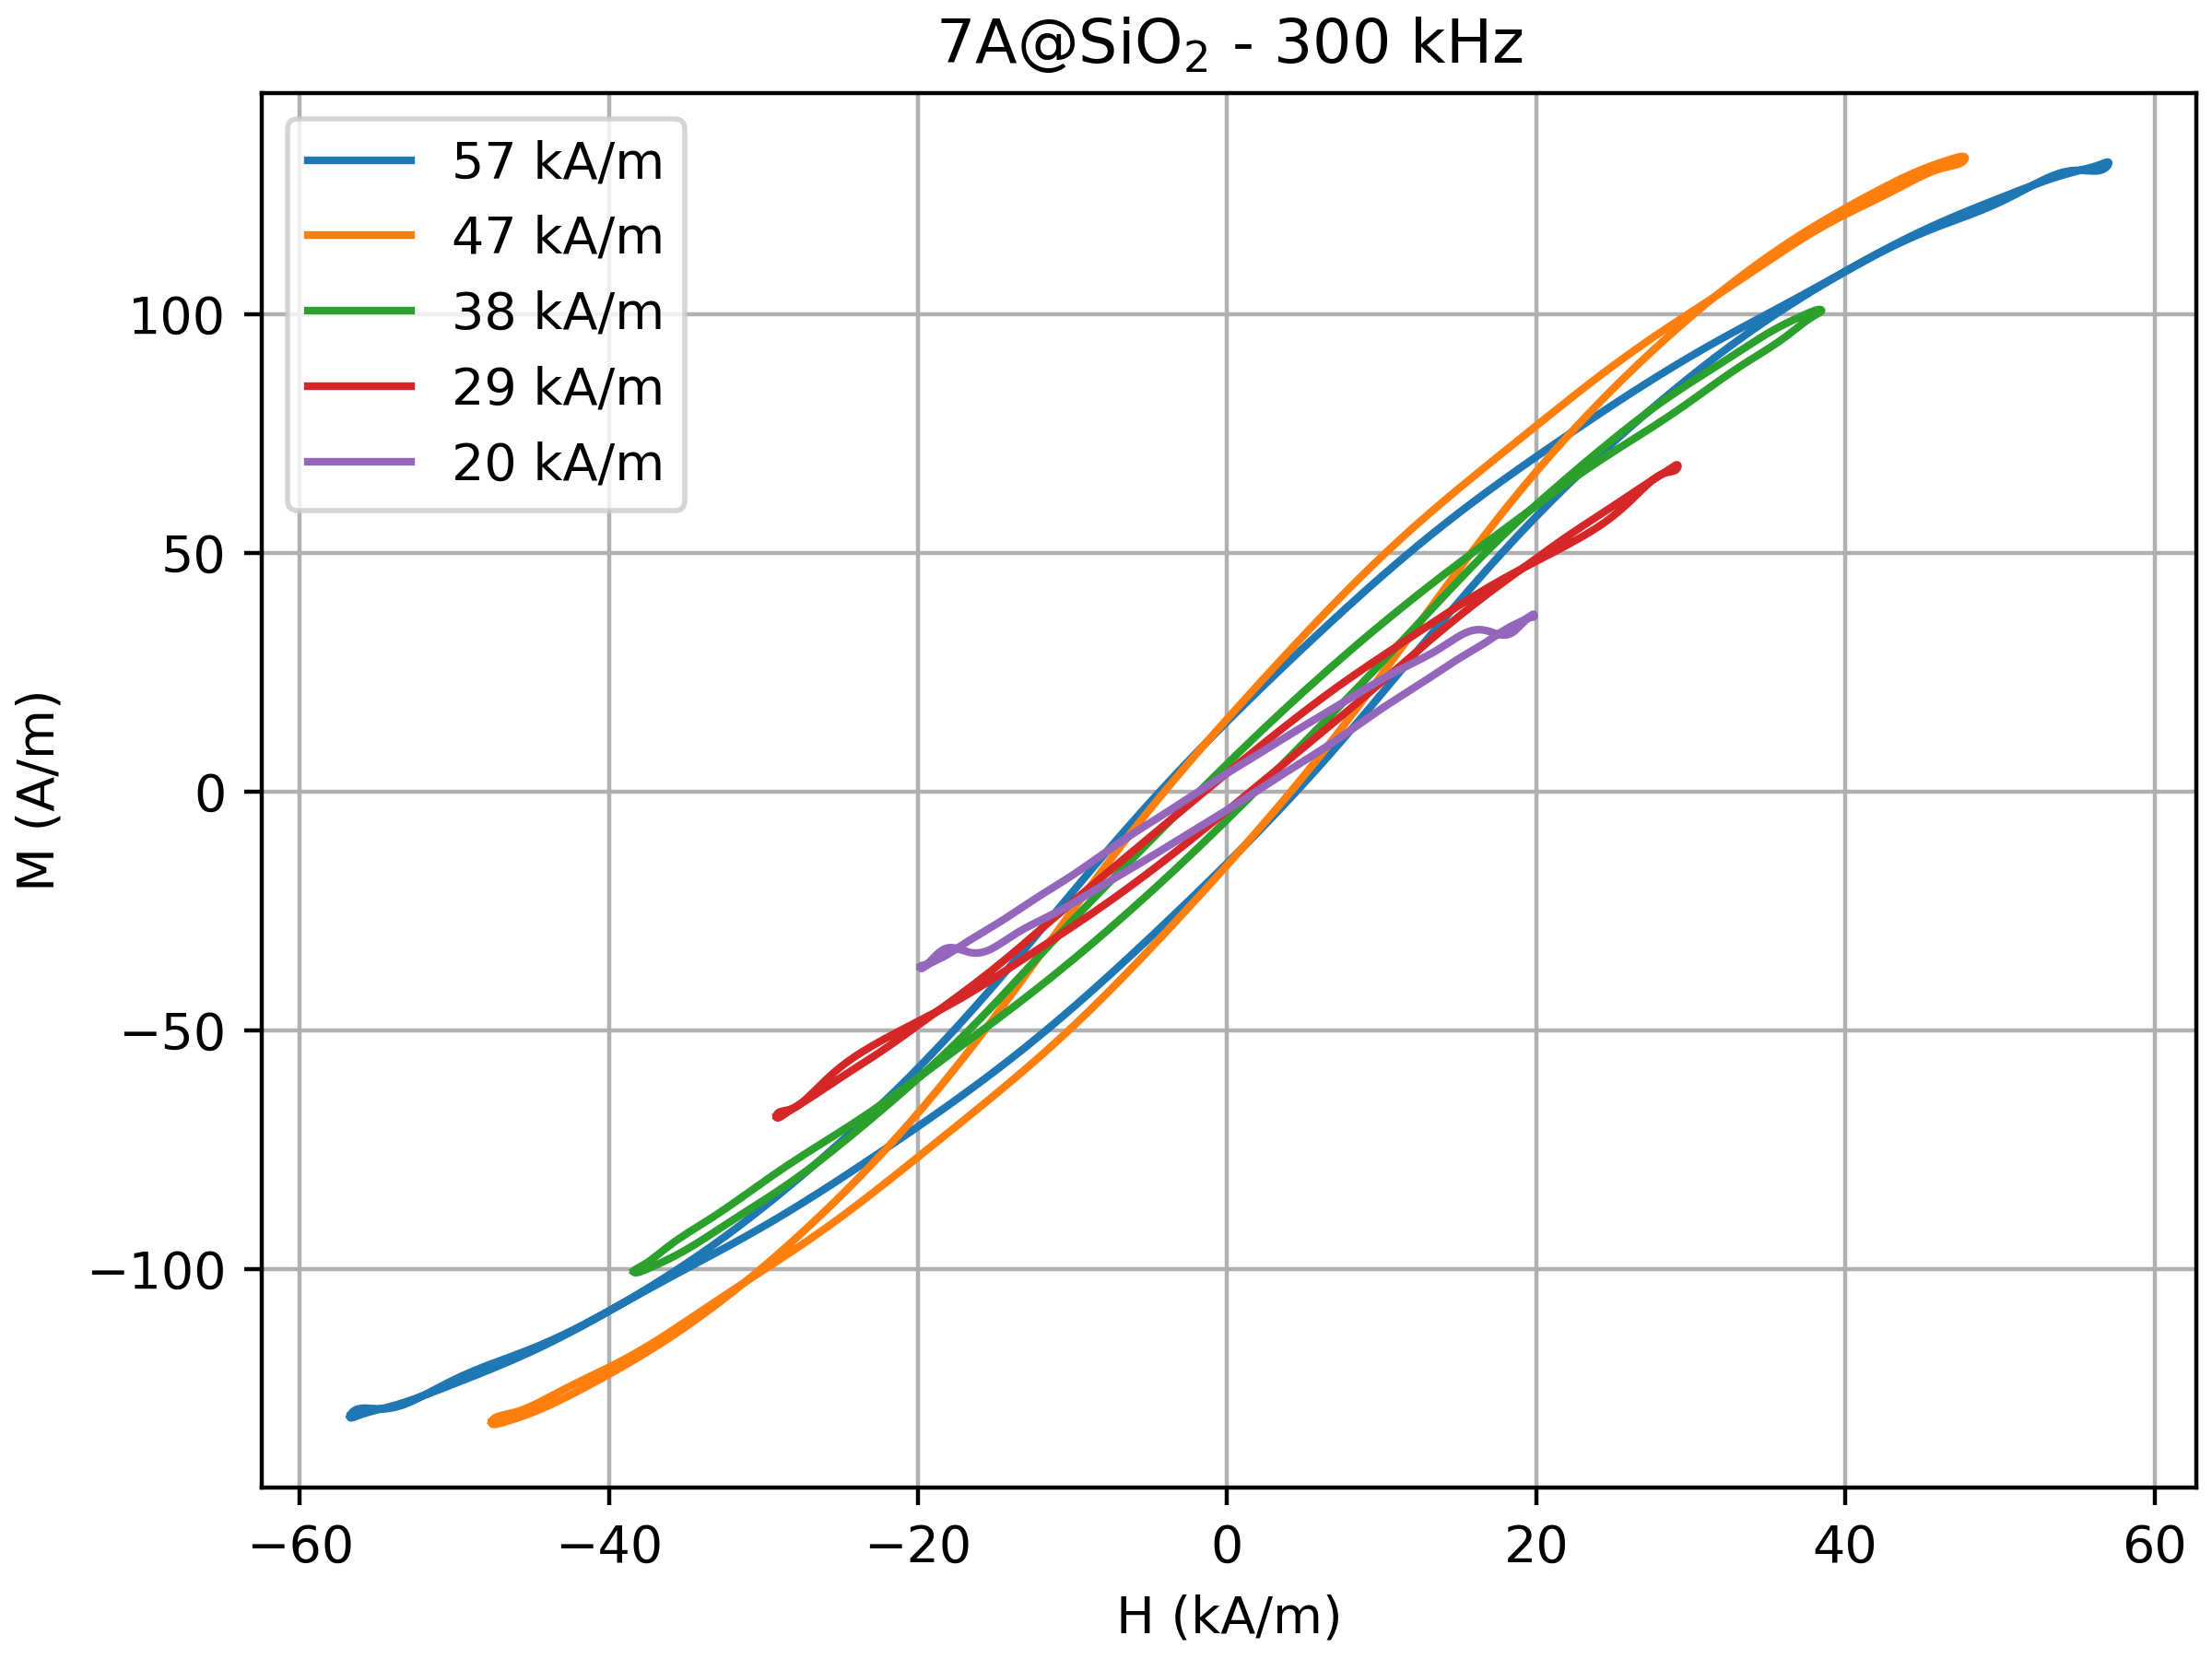 7A@SiO₂ - 300 kHz
57 kA/m
47 kA/m
38 kA/m
29 kA/m
20 kA/m
100
50
0
−50
−100
M (A/m)
−60 −40 −20 0 20 40 60
H (kA/m)